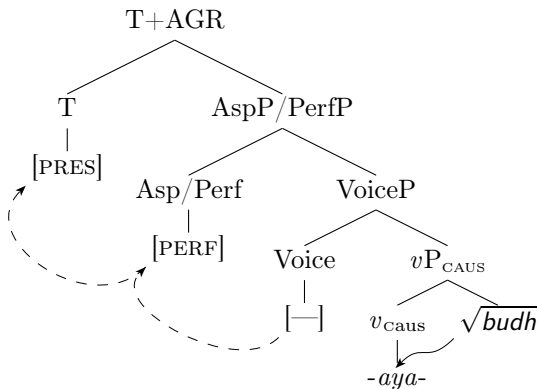 T+AGR
T AspP/PerfP
[PRES] Asp/Perf VoiceP
[PERF] Voice vP_CAUS
[—] v_Caus √budh
-aya-